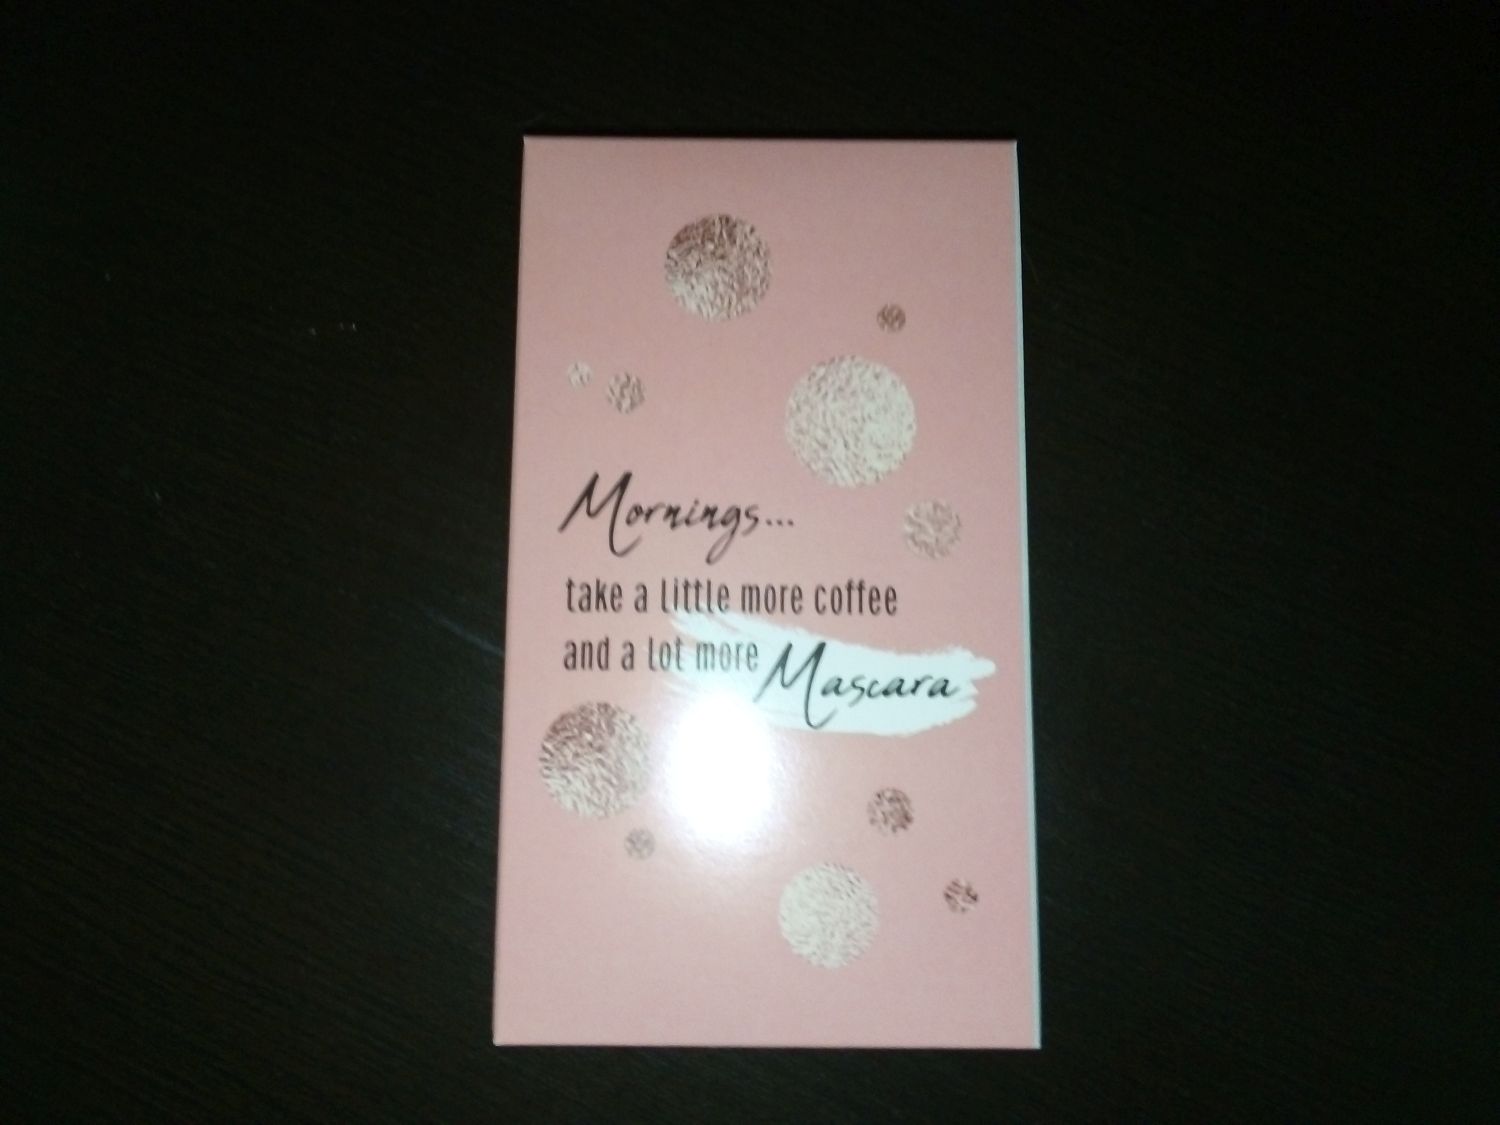 Mornings...
take a little more coffee
and a lot more Mascara